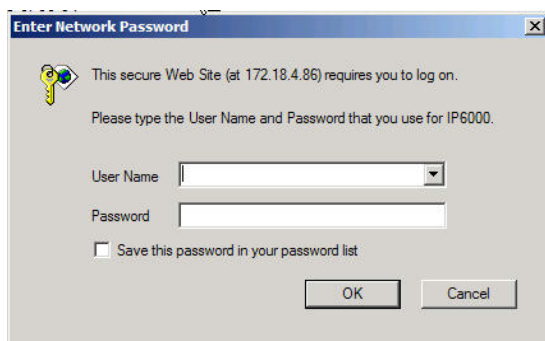 Enter Network Password
This secure Web Site (at 172.18.4.86) requires you to log on.
Please type the User Name and Password that you use for IP6000.
User Name
Password
Save this password in your password list
OK
Cancel